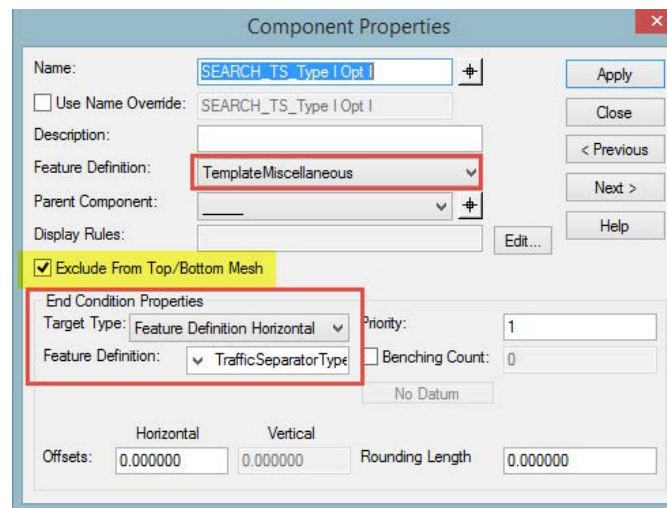 Component Properties
Name: SEARCH_TS_Type I Opt I Apply
Use Name Override: SEARCH_TS_Type I Opt I Close
Description: < Previous
Feature Definition: TemplateMiscellaneous Next >
Parent Component: Help
Display Rules: Edit...
Exclude From Top/Bottom Mesh
End Condition Properties
Target Type: Feature Definition Horizontal Priority: 1
Feature Definition: TrafficSeparatorType Benching Count: 0
No Datum
Horizontal Vertical
Offsets: 0.000000 0.000000 Rounding Length 0.000000